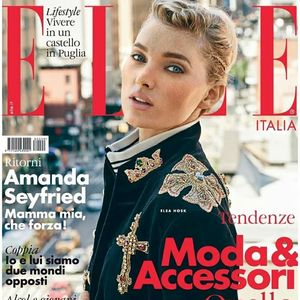 Lifestyle
Vivere
in un
castello
in Puglia
ELLE
ITALIA
Ritorni
Amanda
Seyfried
Mamma mia,
che forza!
ELSA HOSK
Tendenze
Coppia
Io e lui siamo
due mondi
opposti
Moda&
Accessori